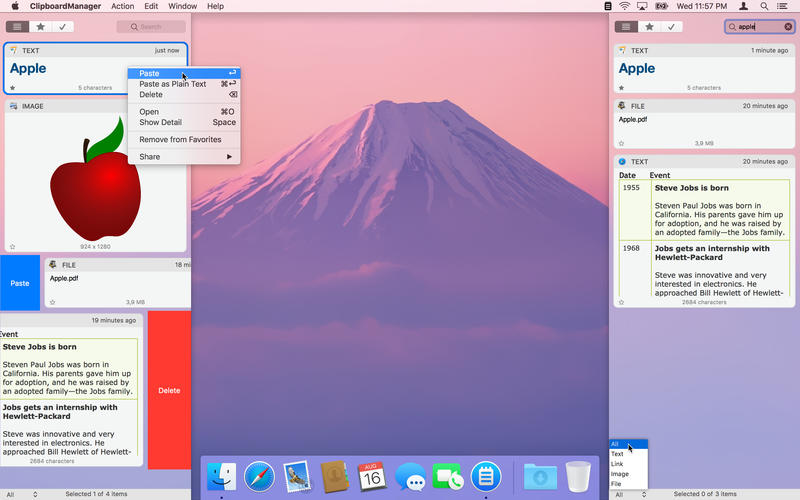 ClipboardManager Action Edit Window Help
Wed 11:57 PM
Search
TEXT just now
Apple
5 characters
Paste
Paste as Plain Text ⌘↩
Delete
Open ⌘O
Show Detail Space
Remove from Favorites
Share
IMAGE
924 x 1280
Paste
FILE 18 min
Apple.pdf
3,9 MB
19 minutes ago
Event
Steve Jobs is born
Steven Paul Jobs was born in
California. His parents gave him up
for adoption, and he was raised by
an adopted family—the Jobs family.
Jobs gets an internship with
Hewlett-Packard
Steve was innovative and very
interested in electronics. He
approached Bill Hewlett of Hewlett-
2684 characters
Delete
All
Selected 1 of 4 items
AUG
16
apple
TEXT 1 minute ago
Apple
5 characters
FILE 20 minutes ago
Apple.pdf
3,9 MB
TEXT 20 minutes ago
Date Event
1955 Steve Jobs is born
Steven Paul Jobs was born in
California. His parents gave him up
for adoption, and he was raised by
an adopted family—the Jobs family.
1968 Jobs gets an internship with
Hewlett-Packard
Steve was innovative and very
interested in electronics. He
approached Bill Hewlett of Hewlett-
2684 characters
All
Text
Link
Image
File
All
Selected 0 of 3 items